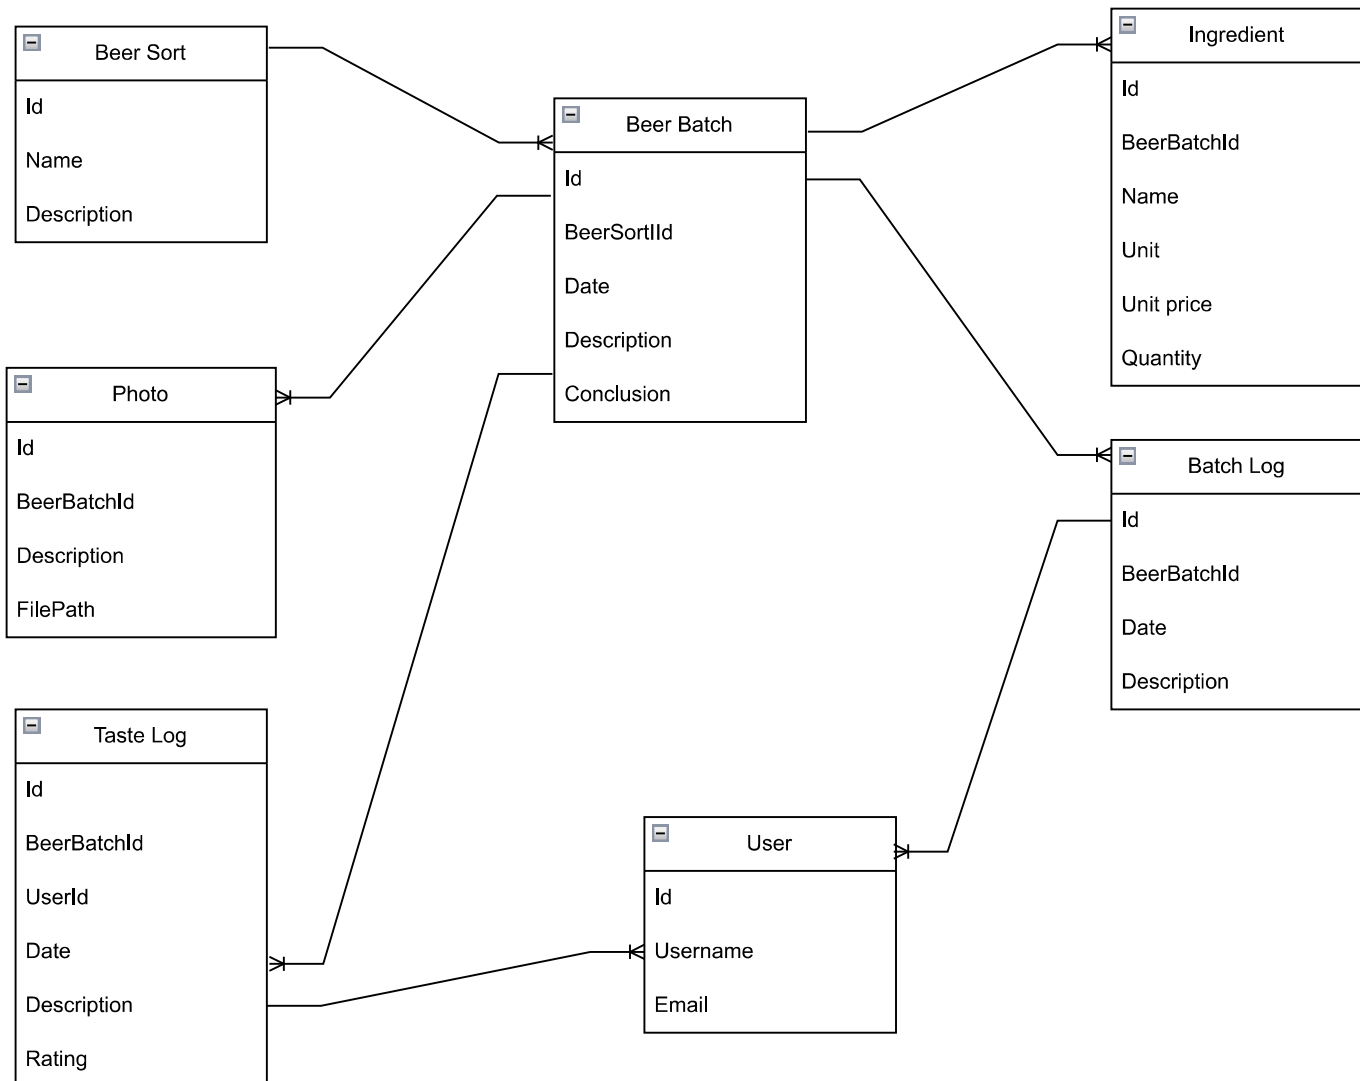 Beer Sort
Id
Name
Description
Beer Batch
Id
BeerSortIId
Date
Description
Conclusion
Ingredient
Id
BeerBatchId
Name
Unit
Unit price
Quantity
Photo
Id
BeerBatchId
Description
FilePath
Batch Log
Id
BeerBatchId
Date
Description
Taste Log
Id
BeerBatchId
UserId
Date
Description
Rating
User
Id
Username
Email